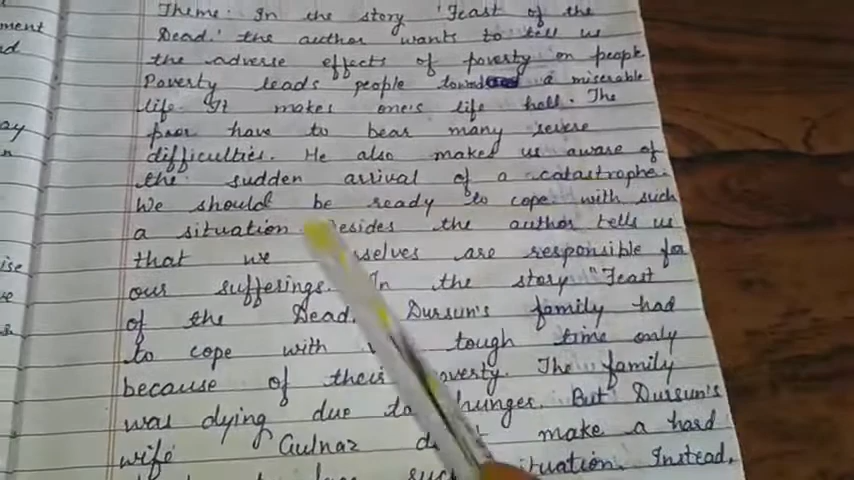 ment
Theme: In the story 'Feast of the
Dead.' the author wants to tell us
the adverse effects of poverty on people
Poverty leads people toward a miserable
life. It makes one's life hell. The
poor have to bear many severe
difficulties. He also makes us aware of
the sudden arrival of a catastrophe.
We should be ready to cope with such
a situation Besides the author tells us
that we selves are responsible for
our sufferings. In the story "Feast
of the Dead. Dursun's family had
to cope with tough time only
because of their poverty. The family
was dying due to hunger. But Dursun's
wife Gulnaz make a hard
such situation. Instead,